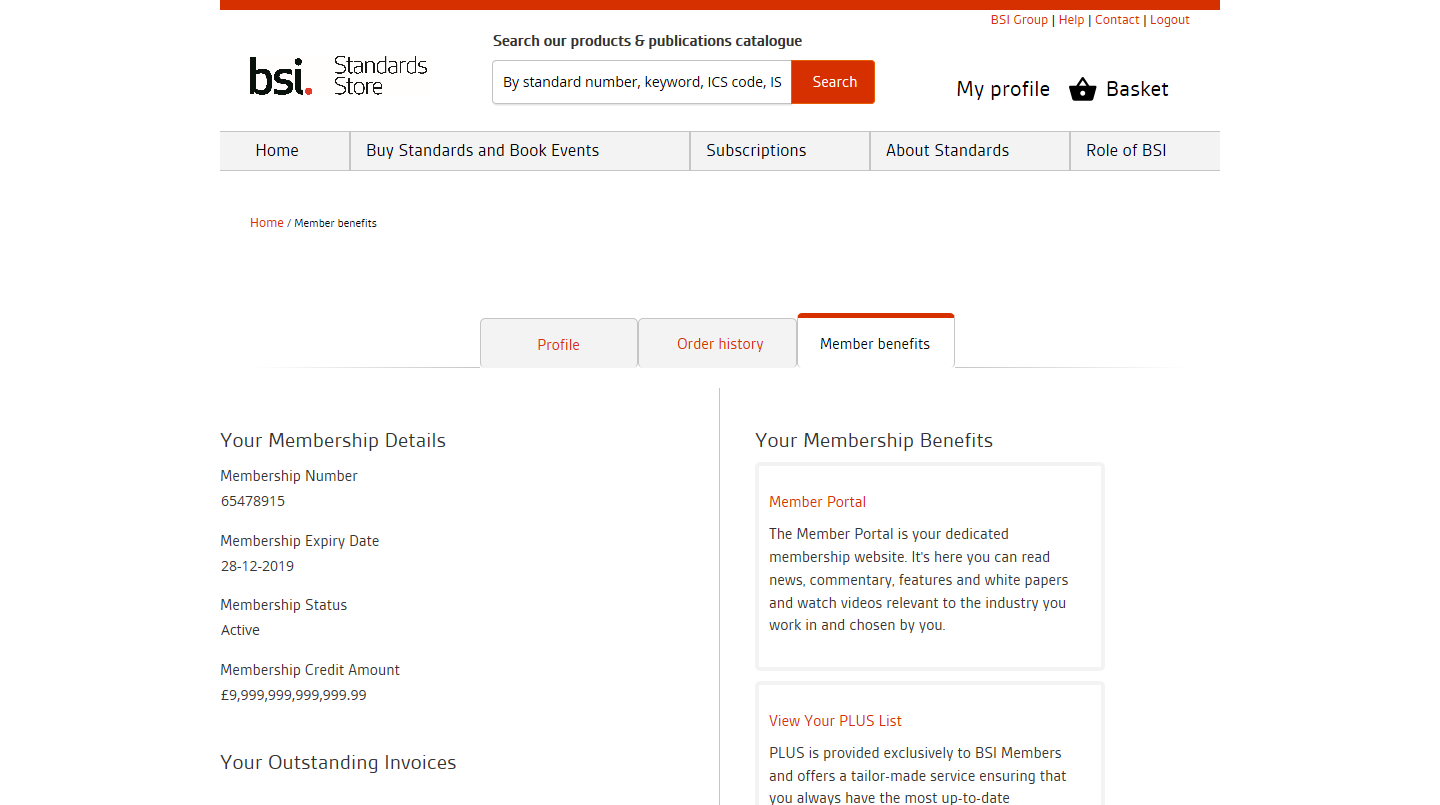 BSI Group | Help | Contact | Logout
Search our products & publications catalogue
bsi. Standards
Store
By standard number, keyword, ICS code, IS
Search
My profile
Basket
Home
Buy Standards and Book Events
Subscriptions
About Standards
Role of BSI
Home / Member benefits
Profile
Order history
Member benefits
Your Membership Details
Membership Number
65478915
Membership Expiry Date
28-12-2019
Membership Status
Active
Membership Credit Amount
£9,999,999,999,999.99
Your Outstanding Invoices
Your Membership Benefits
Member Portal
The Member Portal is your dedicated
membership website. It's here you can read
news, commentary, features and white papers
and watch videos relevant to the industry you
work in and chosen by you.
View Your PLUS List
PLUS is provided exclusively to BSI Members
and offers a tailor-made service ensuring that
you always have the most up-to-date